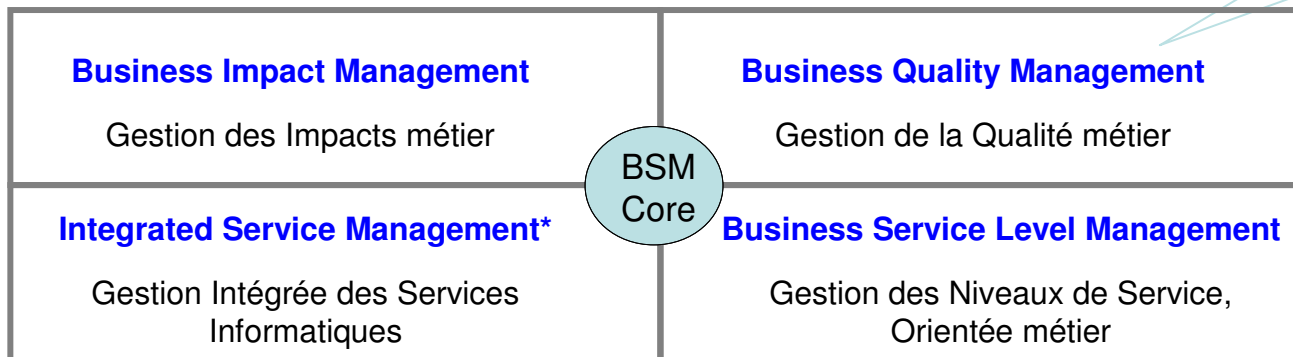 Business Impact Management
Gestion des Impacts métier
Business Quality Management
Gestion de la Qualité métier
BSM
Core
Integrated Service Management*
Gestion Intégrée des Services
Informatiques
Business Service Level Management
Gestion des Niveaux de Service,
Orientée métier